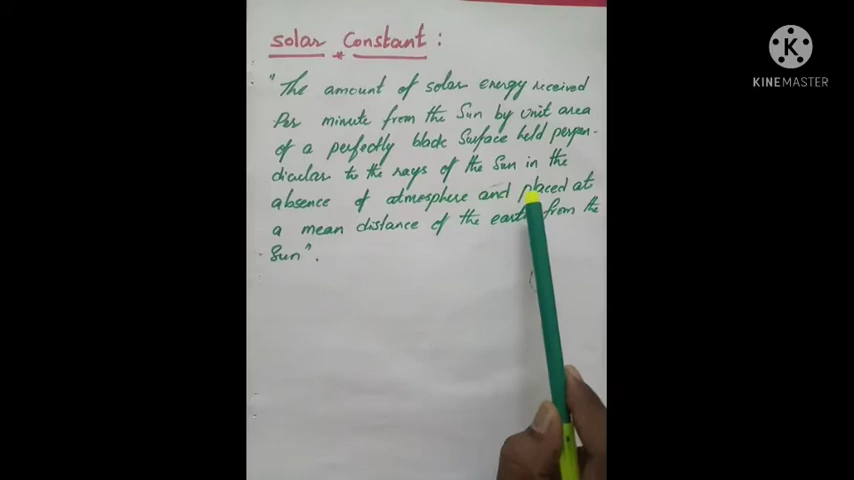 Solar Constant :
"The amount of solar energy received
Per minute from the Sun by unit area
of a perfectly black Surface held perpen-
dicular to the rays of the Sun in the
absence of atmosphere and placed at
a mean distance of the earth from the
Sun".
K
KINEMASTER